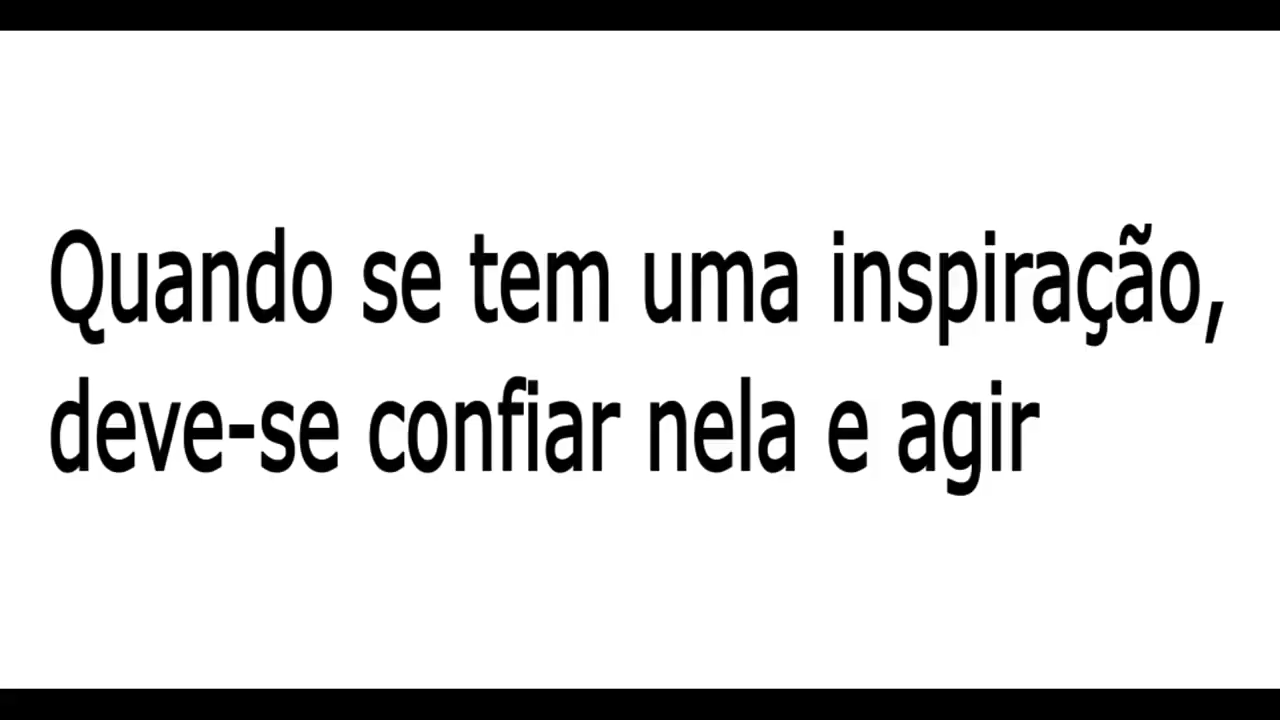 Quando se tem uma inspiração,
deve-se confiar nela e agir